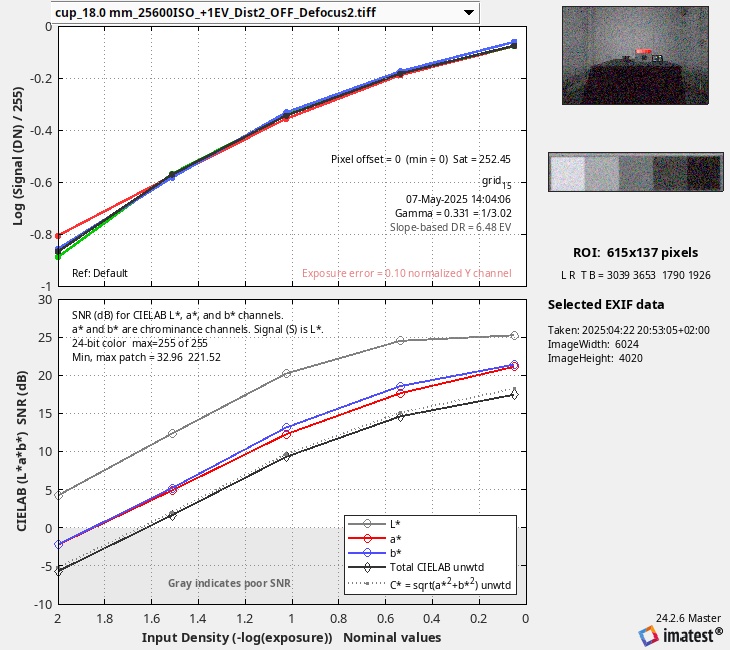 cup_18.0 mm_25600ISO_+1EV_Dist2_OFF_Defocus2.tiff
0
-0.2
-0.4
-0.6
-0.8
-1
Log (Signal (DN) / 255)
Pixel offset = 0 (min = 0) Sat = 252.45
grid_15
07-May-2025 14:04:06
Gamma = 0.331 = 1/3.02
Slope-based DR = 6.48 EV
Ref: Default
Exposure error = 0.10 normalized Y channel
30
25
20
15
10
5
0
-5
-10
CIELAB (L*a*b*) SNR (dB)
SNR (dB) for CIELAB L*, a*, and b* channels.
a* and b* are chrominance channels. Signal (S) is L*.
24-bit color max=255 of 255
Min, max patch = 32.96 221.52
L*
a*
b*
Total CIELAB unwtd
C* = sqrt(a*²+b*²) unwtd
Gray indicates poor SNR
2
1.8
1.6
1.4
1.2
1
0.8
0.6
0.4
0.2
0
Input Density (-log(exposure)) Nominal values
ROI: 615x137 pixels
L R T B = 3039 3653 1790 1926
Selected EXIF data
Taken: 2025:04:22 20:53:05+02:00
ImageWidth: 6024
ImageHeight: 4020
24.2.6 Master
imatest®